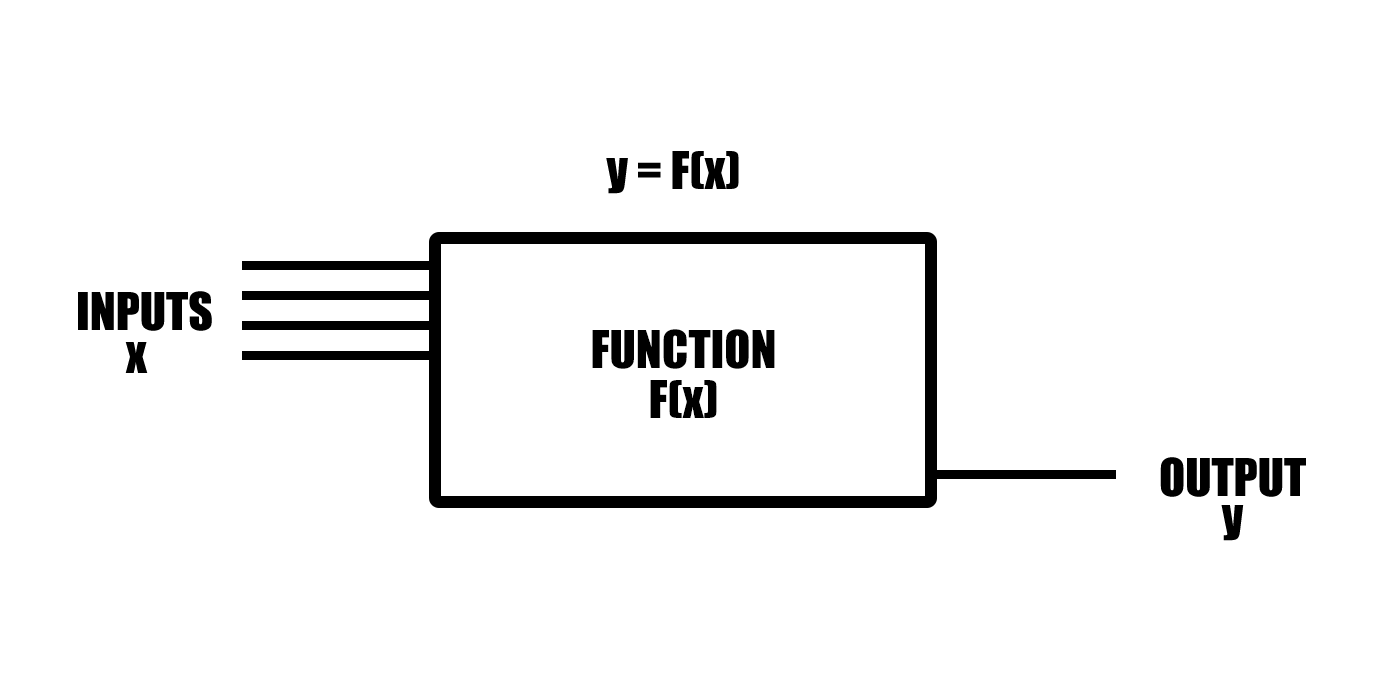 y = F(x)
INPUTS
x
FUNCTION
F(x)
OUTPUT
y